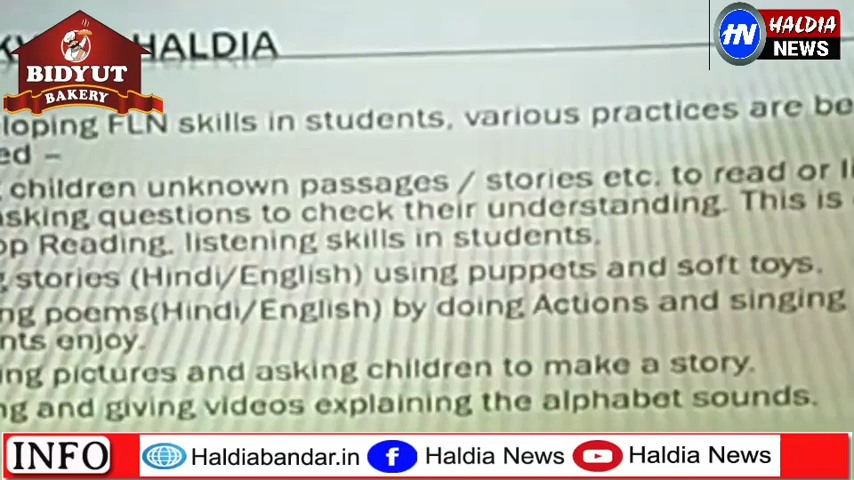 HALDIA
BIDYUT
BAKERY
HN HALDIA
NEWS
loping FLN skills in students, various practices are be
ed –
children unknown passages / stories etc. to read or li
asking questions to check their understanding. This is
op Reading, listening skills in students.
g stories (Hindi/English) using puppets and soft toys.
ng poems(Hindi/English) by doing Actions and singing
nts enjoy.
ing pictures and asking children to make a story.
ng and giving videos explaining the alphabet sounds.
INFO Haldiabandar.in f Haldia News Haldia News